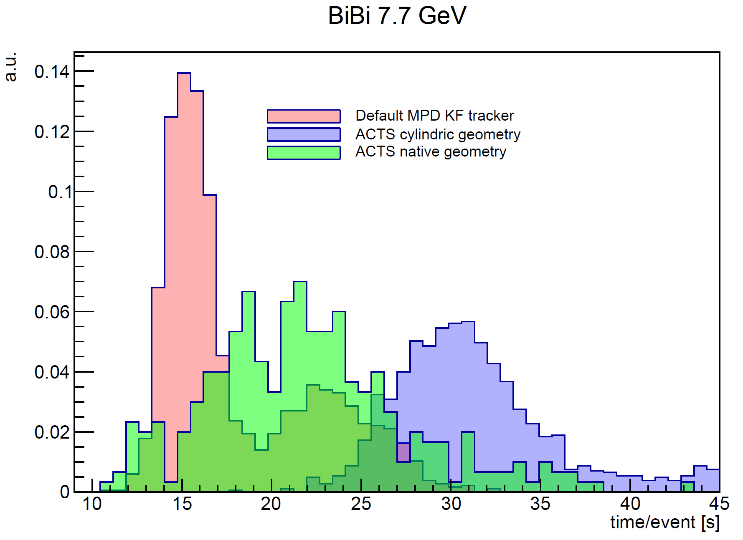 BiBi 7.7 GeV
a.u.
0.14
0.12
0.1
0.08
0.06
0.04
0.02
0
Default MPD KF tracker
ACTS cylindric geometry
ACTS native geometry
10 15 20 25 30 35 40 45
time/event [s]